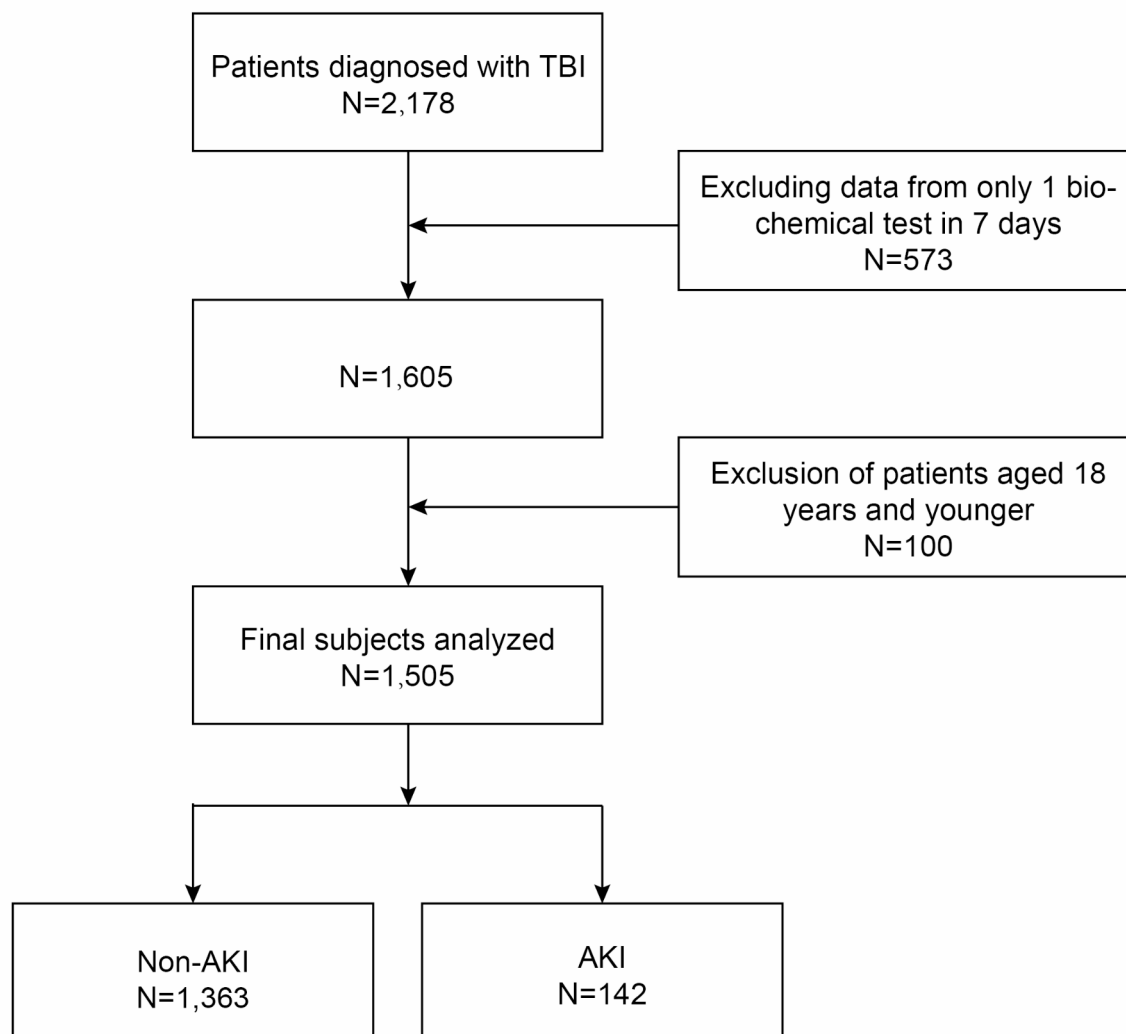 Patients diagnosed with TBI
N=2,178
Excluding data from only 1 bio-
chemical test in 7 days
N=573
N=1,605
Exclusion of patients aged 18
years and younger
N=100
Final subjects analyzed
N=1,505
Non-AKI
N=1,363
AKI
N=142